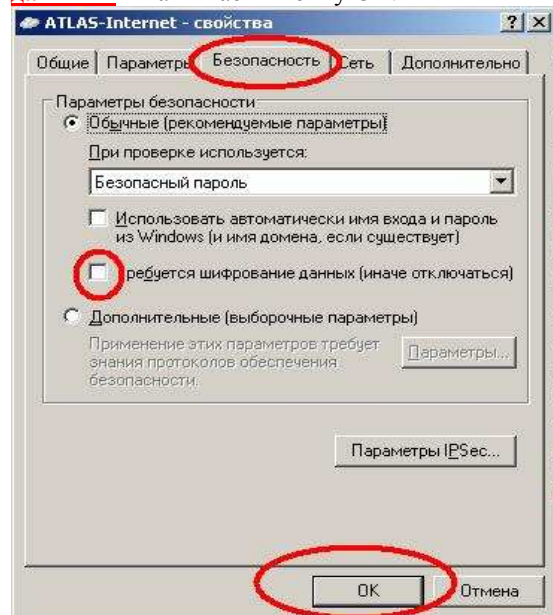 ATLAS-Internet - свойства
Общие Параметры Безопасность Сеть Дополнительно
Параметры безопасности
Обычные (рекомендуемые параметры)
При проверке используется:
Безопасный пароль
Использовать автоматически имя входа и пароль
из Windows (и имя домена, если существует)
Требуется шифрование данных (иначе отключаться)
Дополнительные (выборочные параметры)
Применение этих параметров требует
знания протоколов обеспечения
безопасности.
Параметры...
Параметры IPSec...
OK Отмена